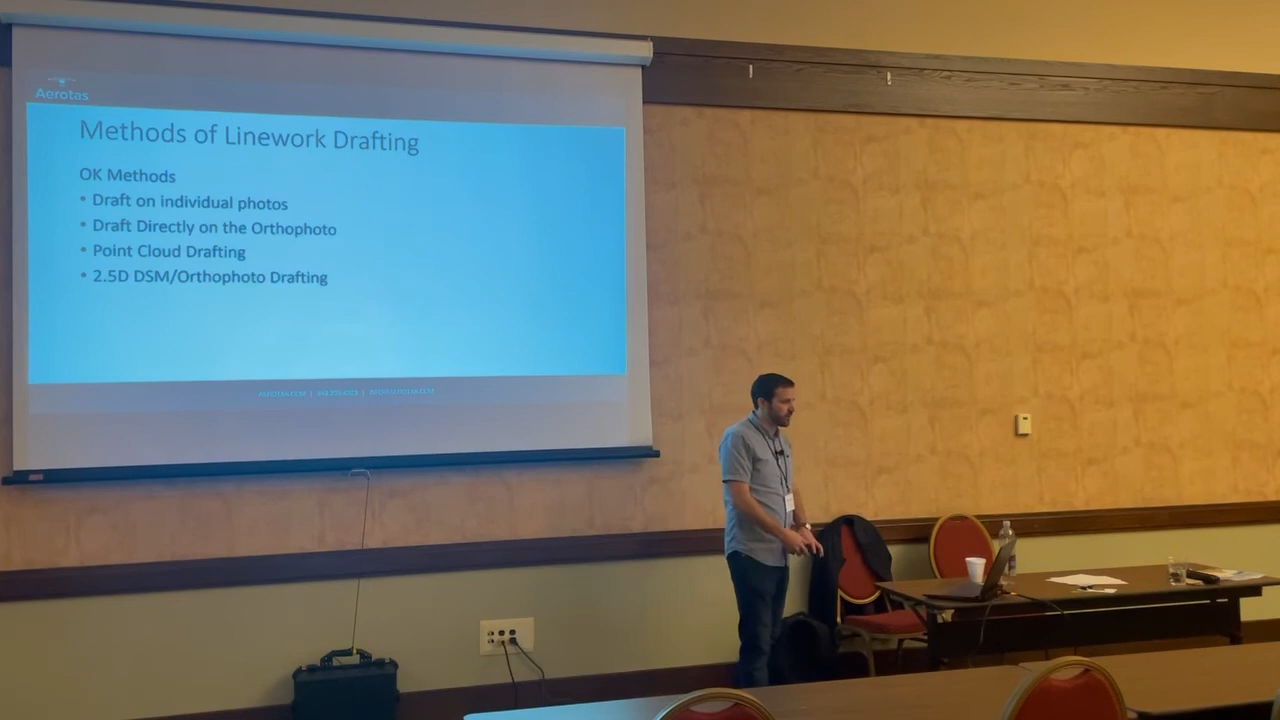 Aerotas
Methods of Linework Drafting
OK Methods
• Draft on individual photos
• Draft Directly on the Orthophoto
• Point Cloud Drafting
• 2.5D DSM/Orthophoto Drafting